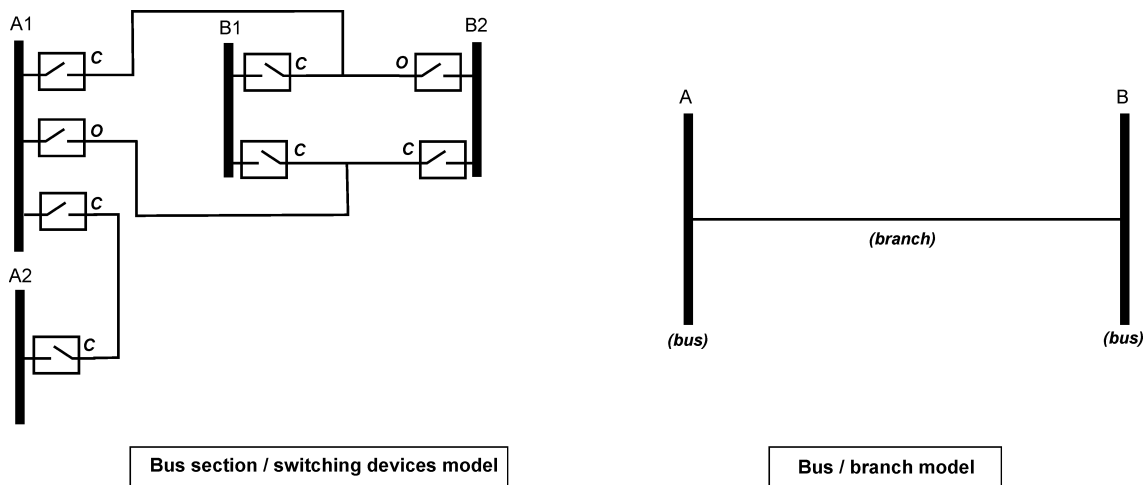 A1
B1
B2
C
C
O
O
C
C
C
A2
C
A
B
(branch)
(bus)
(bus)
Bus section / switching devices model
Bus / branch model